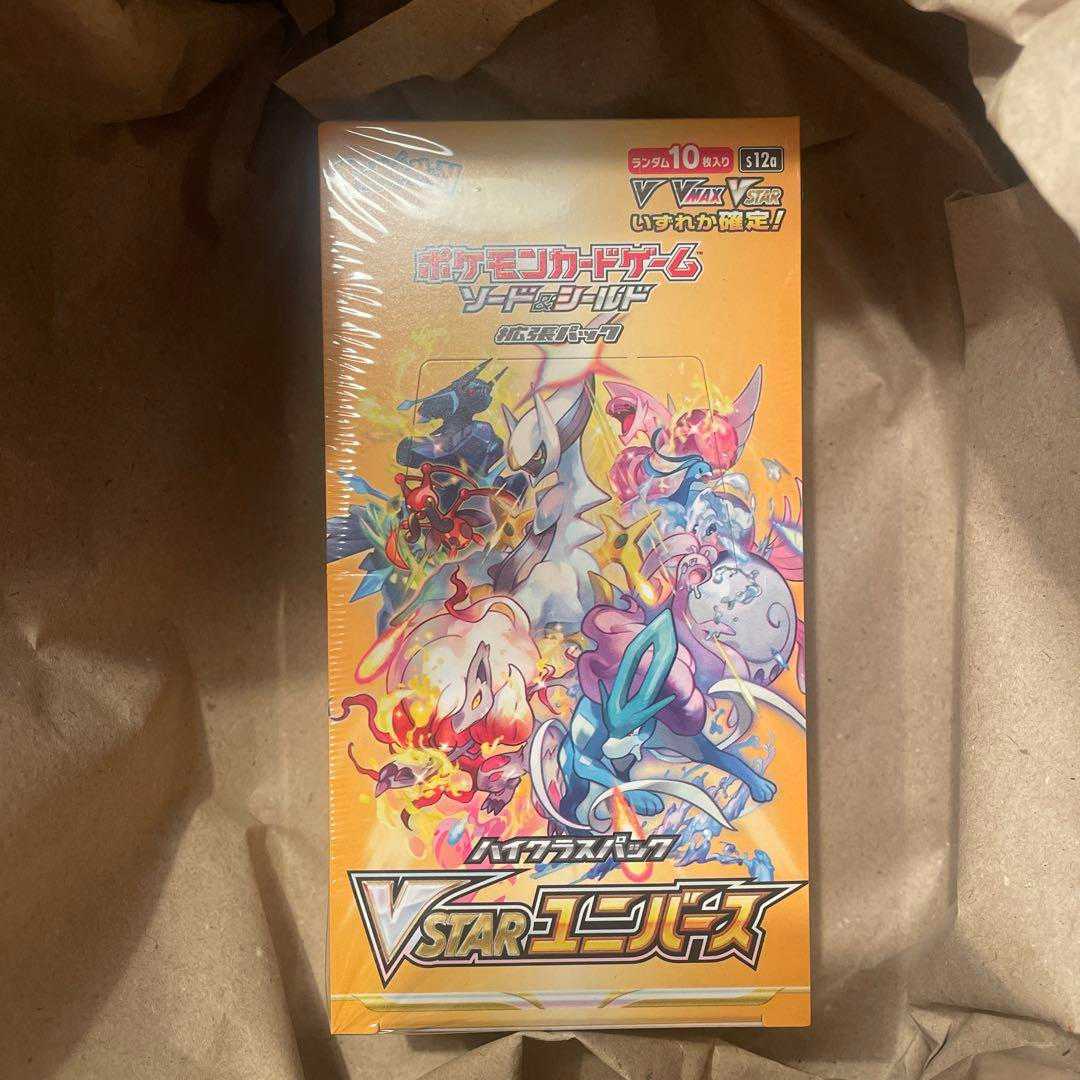 ランダム10枚入り s12a
V VMAX VSTAR
いずれか確定!
ポケモンカードゲーム™
ソード&シールド
拡張パック
ハイクラスパック
VSTARユニバース